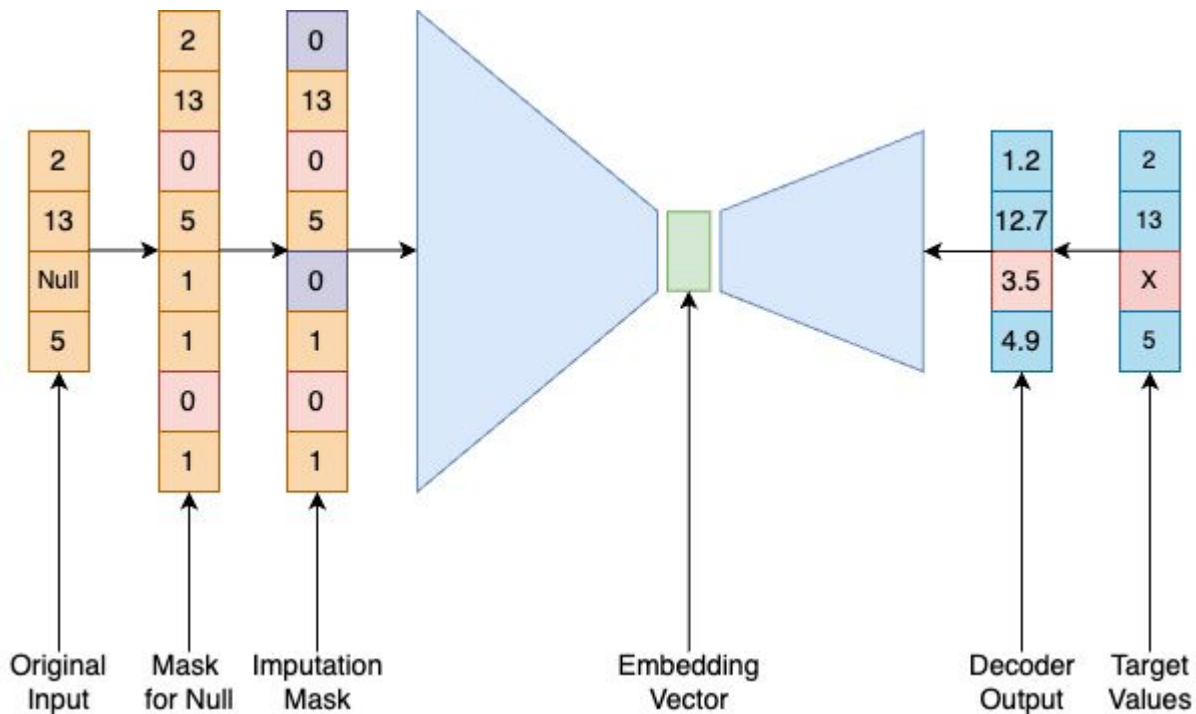 2
13
Null
5
2
13
0
5
1
1
0
1
0
13
0
5
0
1
0
1
1.2
12.7
3.5
4.9
2
13
X
5
Original
Input
Mask
for Null
Imputation
Mask
Embedding
Vector
Decoder
Output
Target
Values